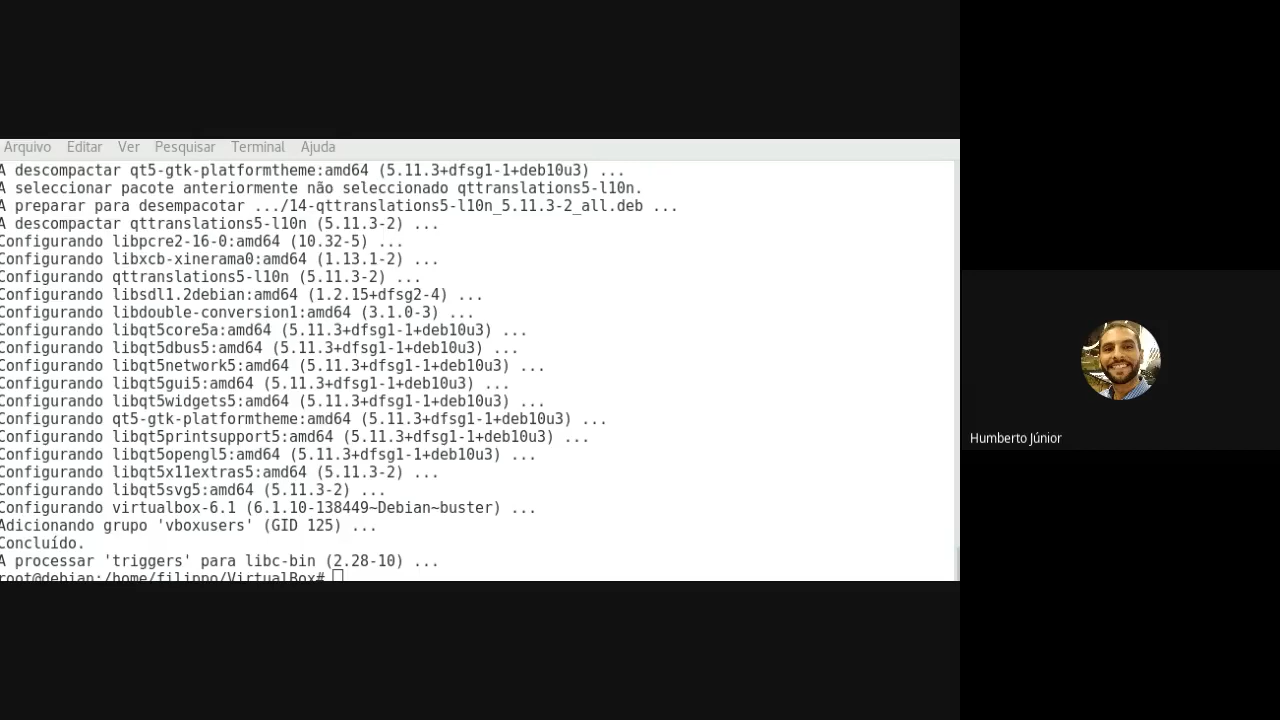 Arquivo Editar Ver Pesquisar Terminal Ajuda
A descompactar qt5-gtk-platformtheme:amd64 (5.11.3+dfsg1-1+deb10u3) ...
A seleccionar pacote anteriormente não seleccionado qttranslations5-l10n.
A preparar para desempacotar .../14-qttranslations5-l10n_5.11.3-2_all.deb ...
A descompactar qttranslations5-l10n (5.11.3-2) ...
Configurando libpcre2-16-0:amd64 (10.32-5) ...
Configurando libxcb-xinerama0:amd64 (1.13.1-2) ...
Configurando qttranslations5-l10n (5.11.3-2) ...
Configurando libsdl1.2debian:amd64 (1.2.15+dfsg2-4) ...
Configurando libdouble-conversion1:amd64 (3.1.0-3) ...
Configurando libqt5core5a:amd64 (5.11.3+dfsg1-1+deb10u3) ...
Configurando libqt5dbus5:amd64 (5.11.3+dfsg1-1+deb10u3) ...
Configurando libqt5network5:amd64 (5.11.3+dfsg1-1+deb10u3) ...
Configurando libqt5gui5:amd64 (5.11.3+dfsg1-1+deb10u3) ...
Configurando libqt5widgets5:amd64 (5.11.3+dfsg1-1+deb10u3) ...
Configurando qt5-gtk-platformtheme:amd64 (5.11.3+dfsg1-1+deb10u3) ...
Configurando libqt5printsupport5:amd64 (5.11.3+dfsg1-1+deb10u3) ...
Configurando libqt5opengl5:amd64 (5.11.3+dfsg1-1+deb10u3) ...
Configurando libqt5x11extras5:amd64 (5.11.3-2) ...
Configurando libqt5svg5:amd64 (5.11.3-2) ...
Configurando virtualbox-6.1 (6.1.10-138449~Debian~buster) ...
Adicionando grupo 'vboxusers' (GID 125) ...
Concluído.
A processar 'triggers' para libc-bin (2.28-10) ...
root@debian:/home/filippo/VirtualBox#
Humberto Júnior